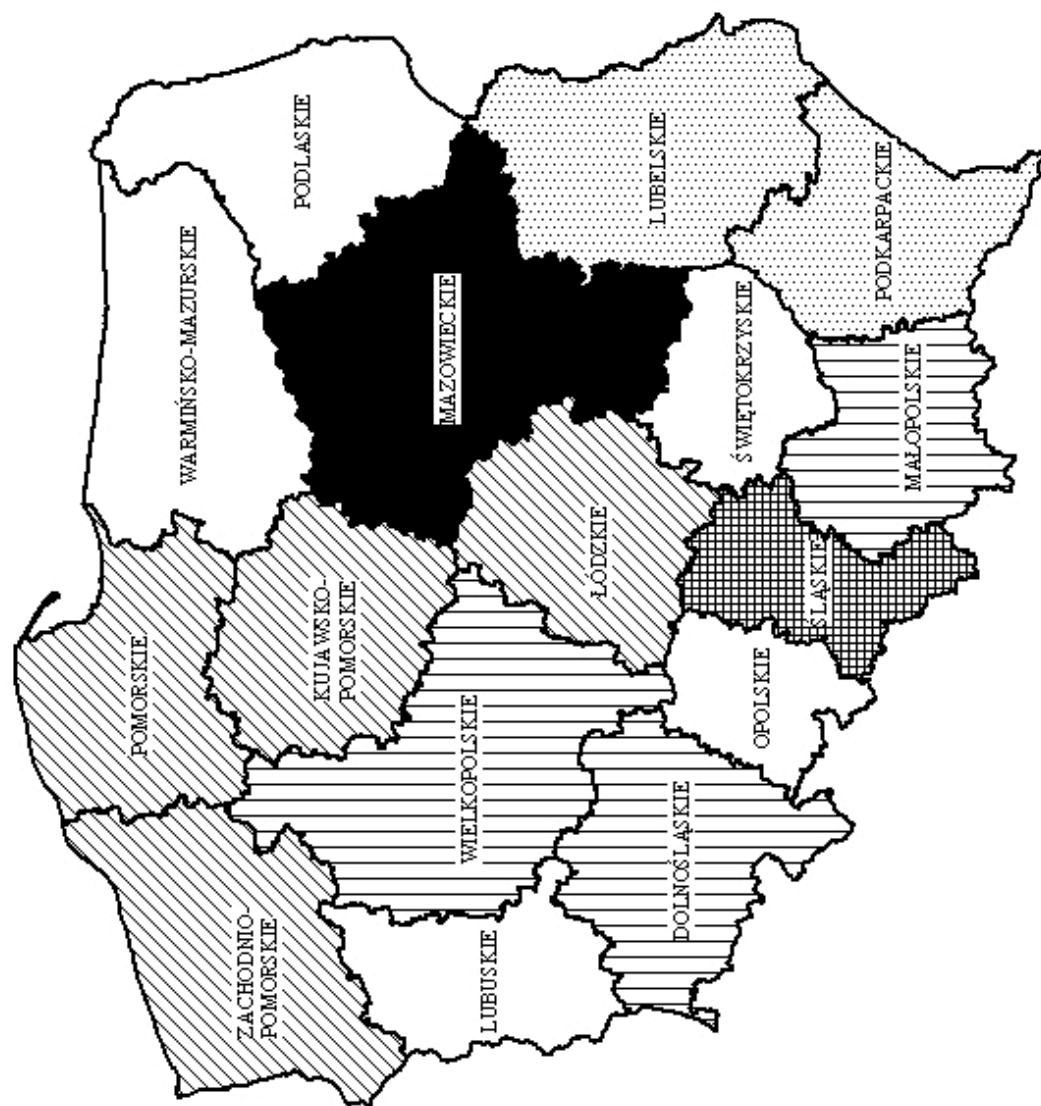 PODLASKIE
WARMIŃSKO-MAZURSKIE
LUBELSKIE
PODKARPACKIE
MAZOWIECKIE
ŚWIĘTOKRZYSKIE
MAŁOPOLSKIE
POMORSKIE
KUJAWSKO-
POMORSKIE
ŁÓDZKIE
ŚLĄSKIE
WIELKOPOLSKIE
OPOLSKIE
ZACHODNIO-
POMORSKIE
LUBUSKIE
DOLNOŚLĄSKIE